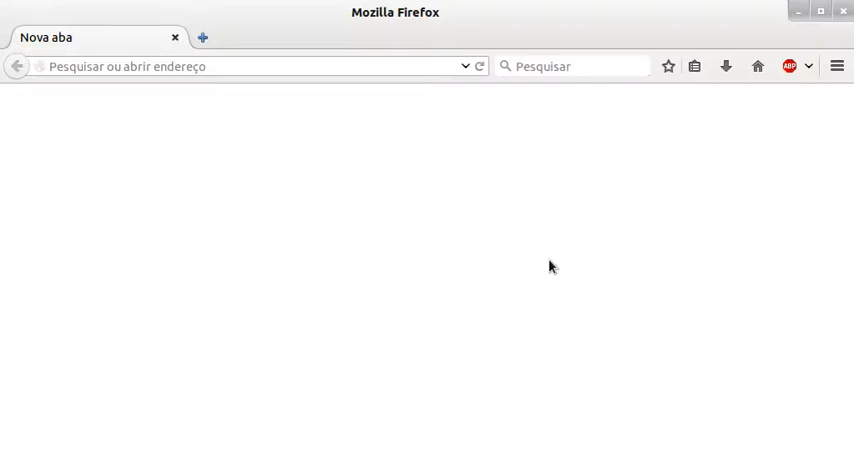 Mozilla Firefox
Nova aba
Pesquisar ou abrir endereço
Pesquisar
ABP